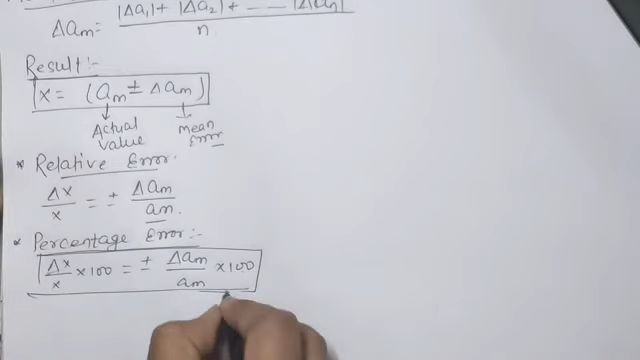 Δam = |Δa1| + |Δa2| + ...... |Δan| / n
Result :-
x = (am ± Δam)
Actual value
mean Error
* Relative Error.
Δx/x = ± Δam/am.
* Percentage Error :-
Δx/x × 100 = ± Δam/am × 100